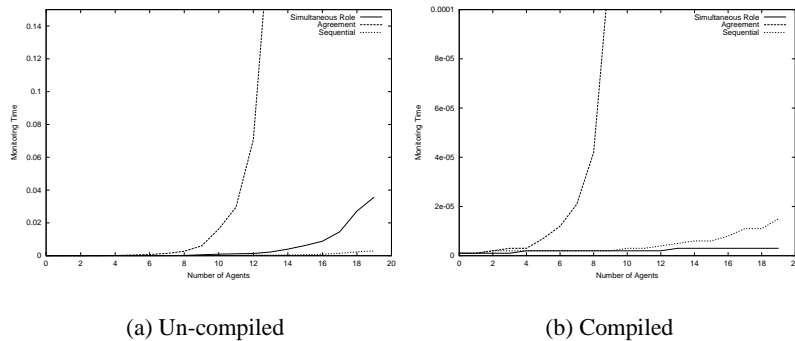 0.14
0.12
0.1
0.08
0.06
0.04
0.02
0
Monitoring Time
0 2 4 6 8 10 12 14 16 18 20
Number of Agents
Simultaneous Role
Agreement
Sequential
(a) Un-compiled
0.0001
8e-05
6e-05
4e-05
2e-05
0
Monitoring Time
0 2 4 6 8 10 12 14 16 18 20
Number of Agents
Simultaneous Role
Agreement
Sequential
(b) Compiled